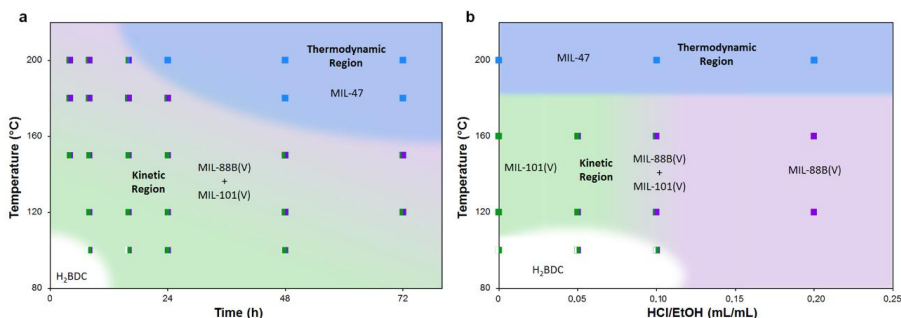 a
Temperature (°C)
200
160
120
80
0
24
48
72
Time (h)
Thermodynamic
Region
MIL-47
Kinetic
Region
MIL-88B(V)
+
MIL-101(V)
H₂BDC
b
Temperature (°C)
200
160
120
80
0
0,05
0,10
0,15
0,20
0,25
HCl/EtOH (mL/mL)
MIL-47
Thermodynamic
Region
MIL-101(V)
Kinetic
Region
MIL-88B(V)
+
MIL-101(V)
MIL-88B(V)
H₂BDC